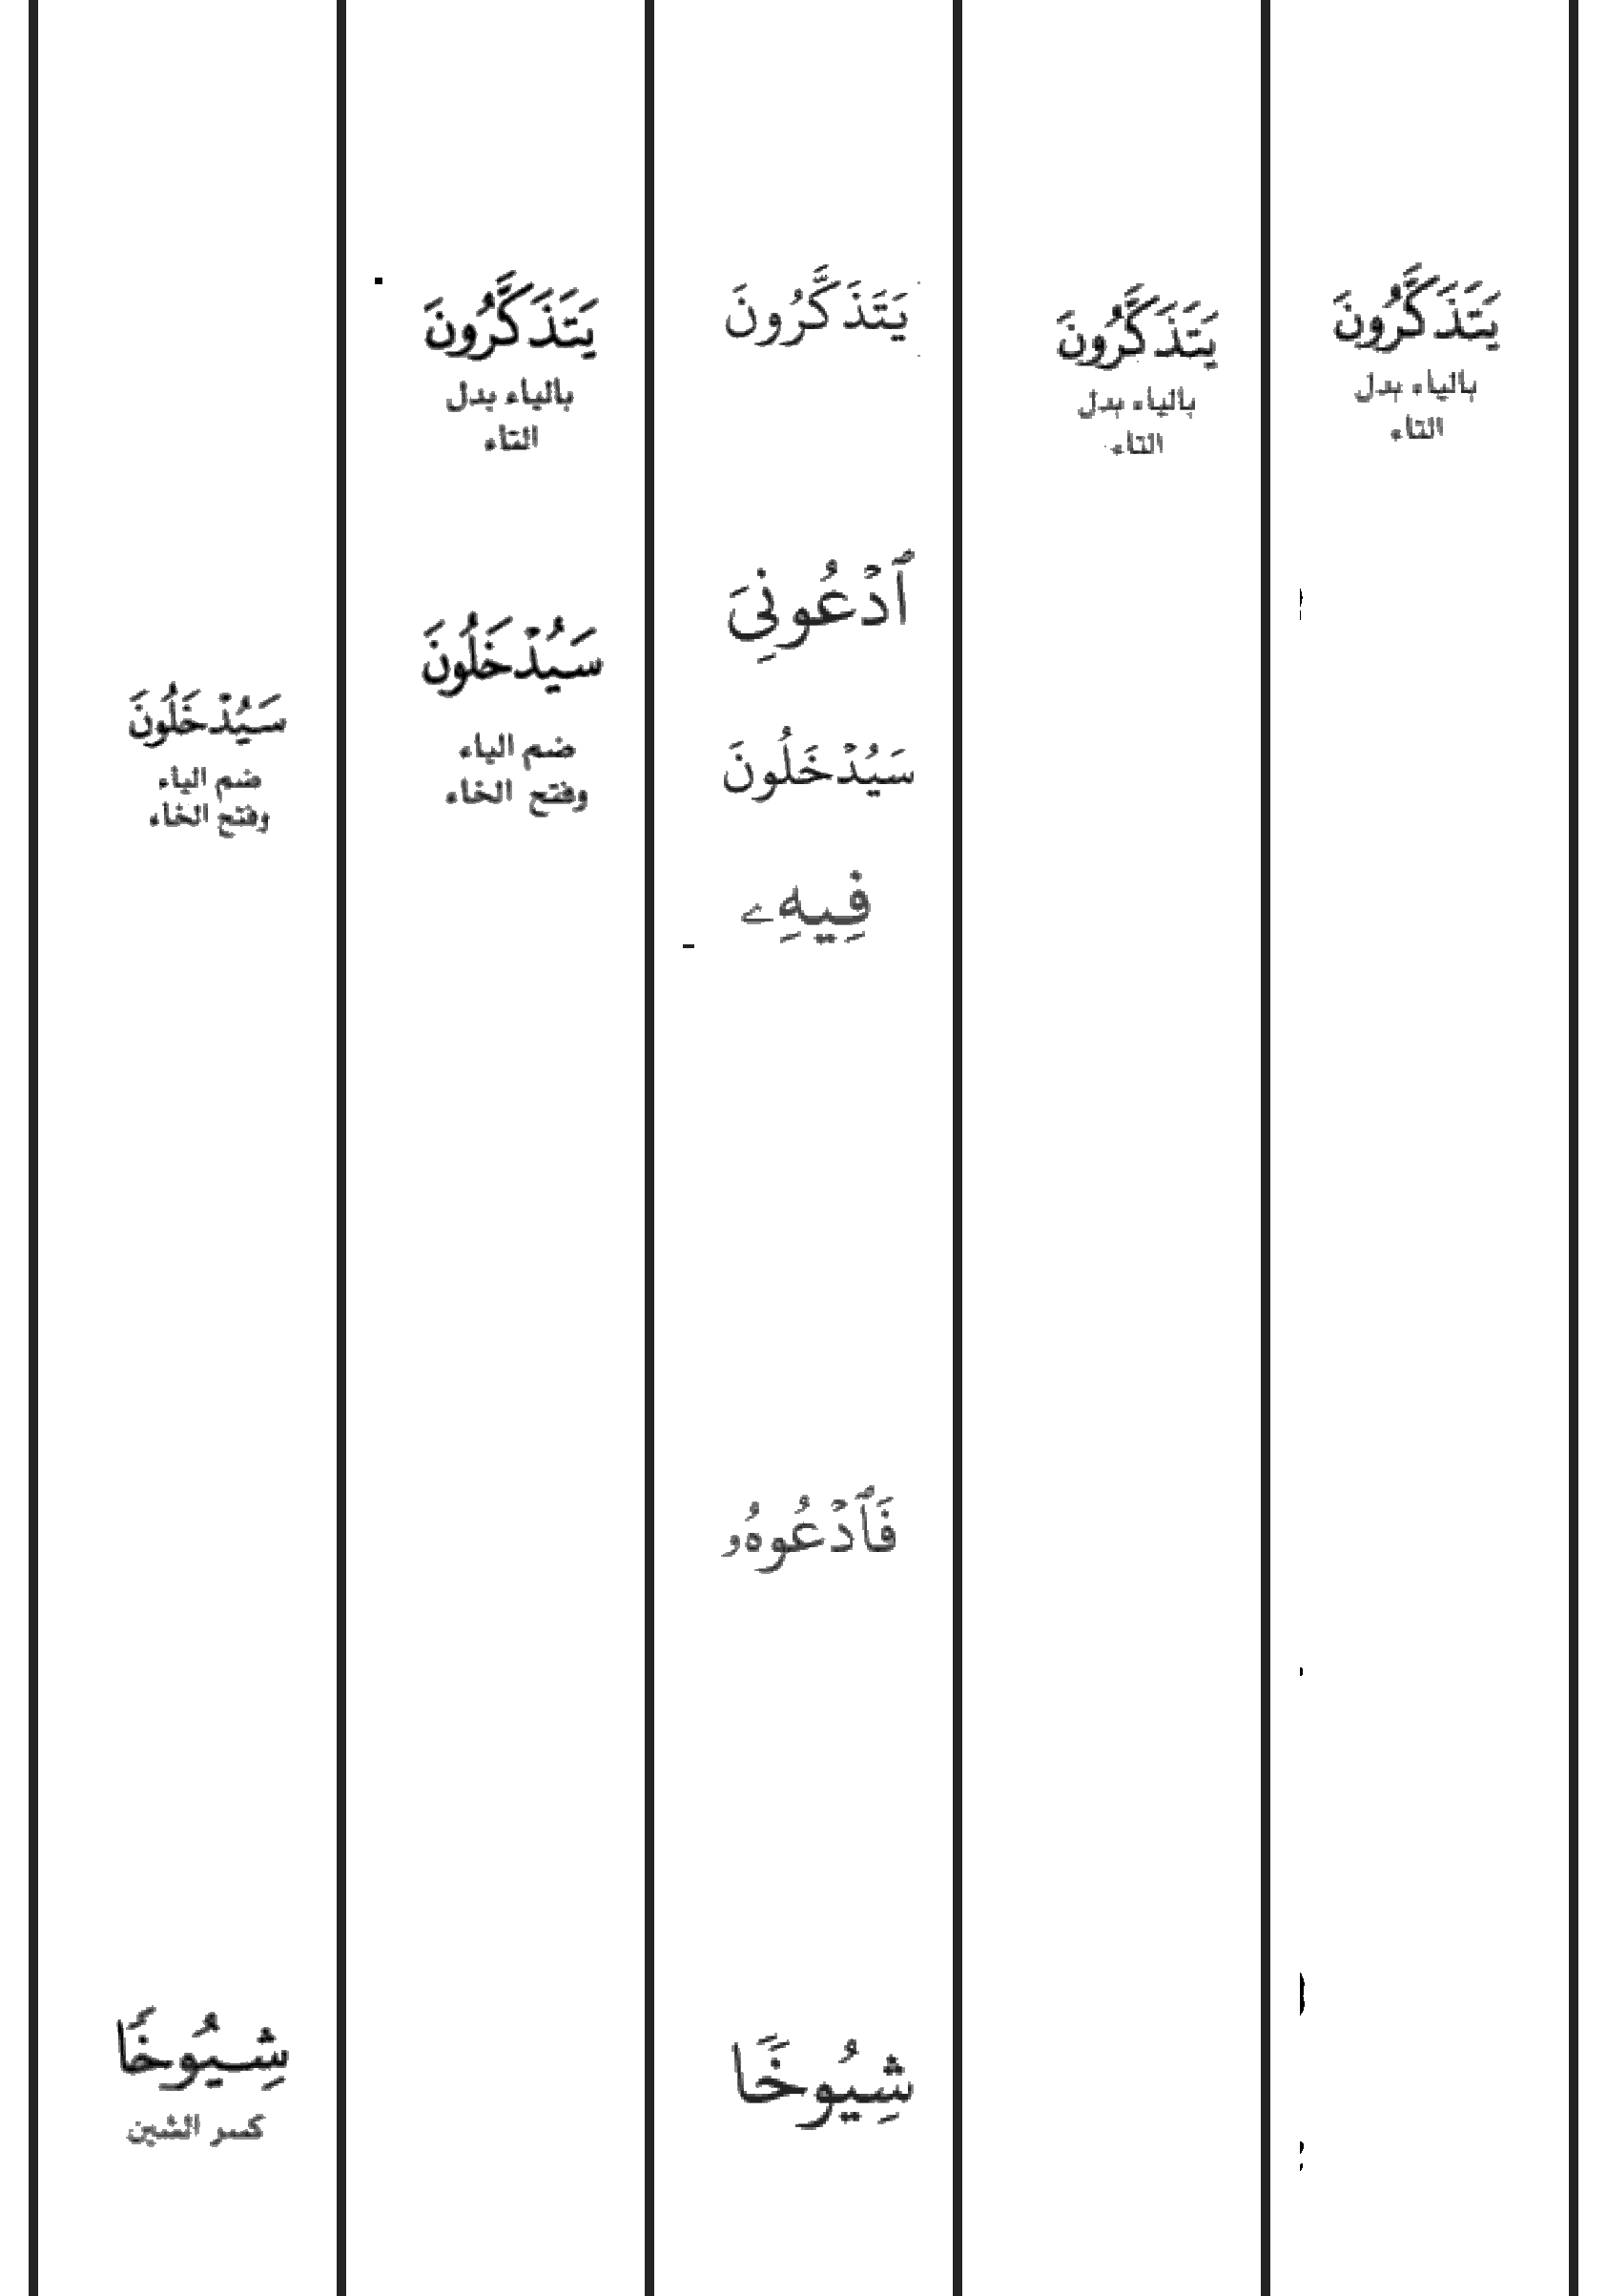 يَتَذَكَّرُونَ
بالياء بدل
التاء
يَتَذَكَّرُونَ
بالياء بدل
التاء
يَتَذَكَّرُونَ
ٱدۡعُونِيَ
سَيُدۡخَلُونَ
فِيهِۦ
فَٱدۡعُوهُۥ
شِيُوخًا
يَتَذَكَّرُونَ
بالياء بدل
التاء
سَيُدۡخَلُونَ
ضم الياء
وفتح الخاء
سَيُدۡخَلُونَ
ضم الياء
وفتح الخاء
شِيُوخًا
كسر الشين